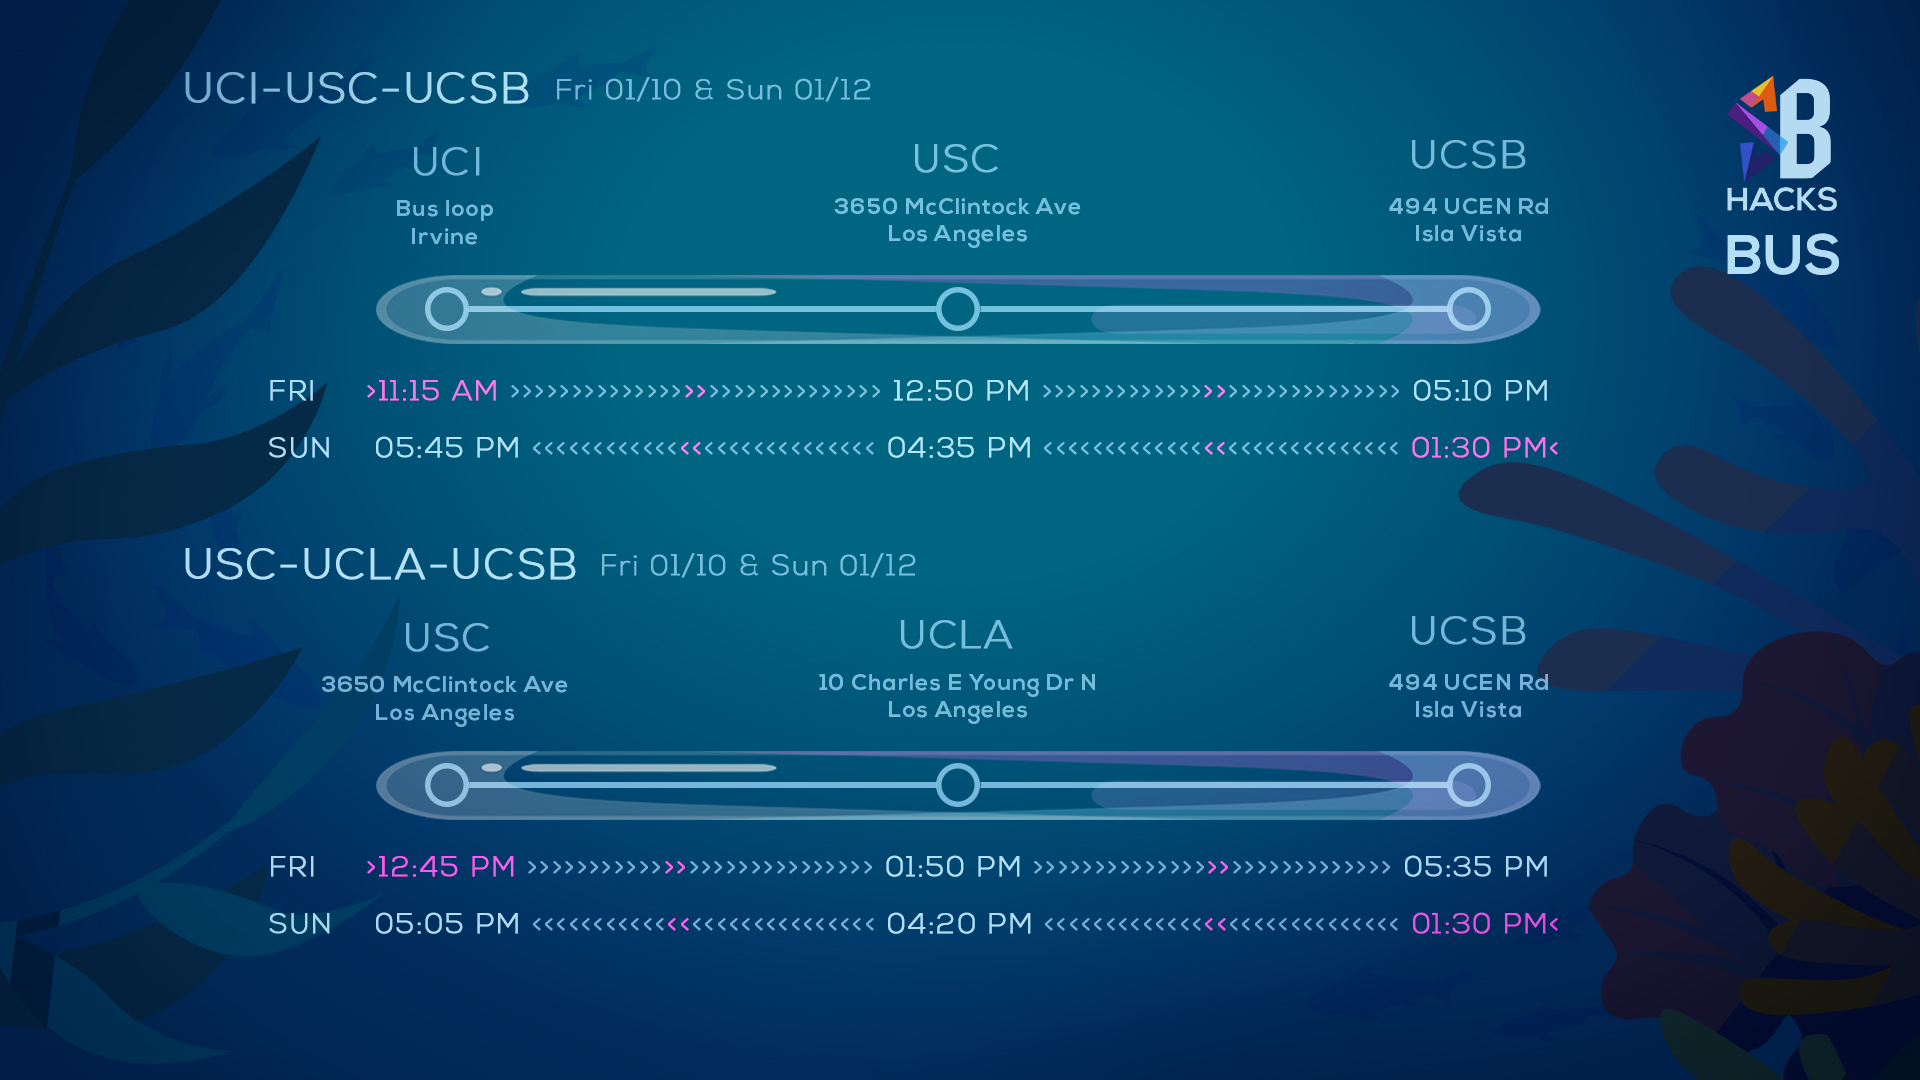 UCI-USC-UCSB Fri 01/10 & Sun 01/12
UCI USC UCSB
Bus loop 3650 McClintock Ave 494 UCEN Rd
Irvine Los Angeles Isla Vista
FRI >11:15 AM >>>>>>>>>>>>>>>>>>>>>>>>>>>>>> 12:50 PM >>>>>>>>>>>>>>>>>>>>>>>>>>>>> 05:10 PM
SUN 05:45 PM <<<<<<<<<<<<<<<<<<<<<<<<<<<< 04:35 PM <<<<<<<<<<<<<<<<<<<<<<<<<<<<< 01:30 PM<
USC-UCLA-UCSB Fri 01/10 & Sun 01/12
USC UCLA UCSB
3650 McClintock Ave 10 Charles E Young Dr N 494 UCEN Rd
Los Angeles Los Angeles Isla Vista
FRI >12:45 PM >>>>>>>>>>>>>>>>>>>>>>>>>>>> 01:50 PM >>>>>>>>>>>>>>>>>>>>>>>>>>>>> 05:35 PM
SUN 05:05 PM <<<<<<<<<<<<<<<<<<<<<<<<<<<< 04:20 PM <<<<<<<<<<<<<<<<<<<<<<<<<<<<< 01:30 PM<
SB
HACKS
BUS